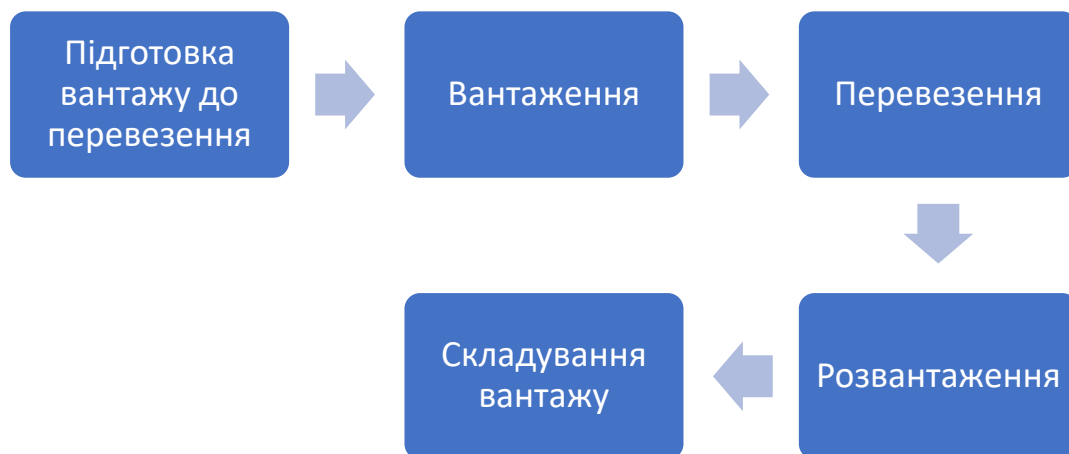 Підготовка
вантажу до
перевезення
Вантаження
Перевезення
Розвантаження
Складування
вантажу